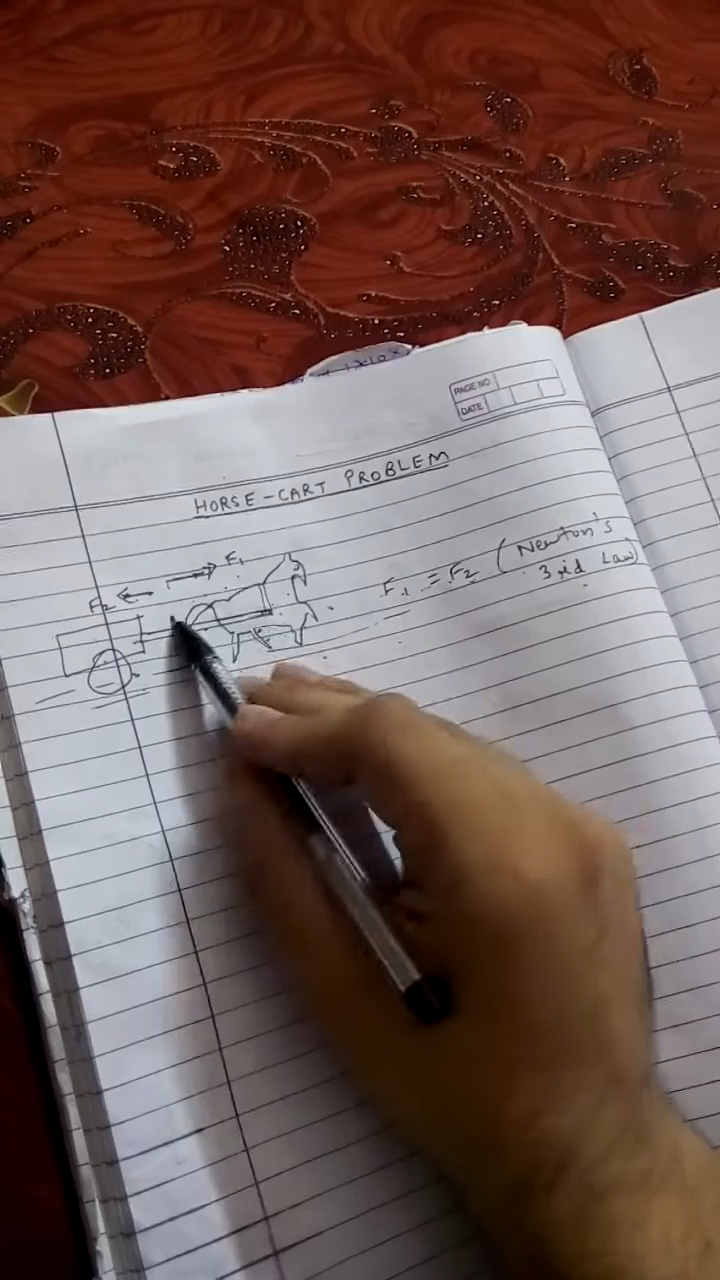 PAGE NO
DATE
HORSE-CART PROBLEM
F₁
F₂
F₁ = F₂ (Newton's
3rd Law)